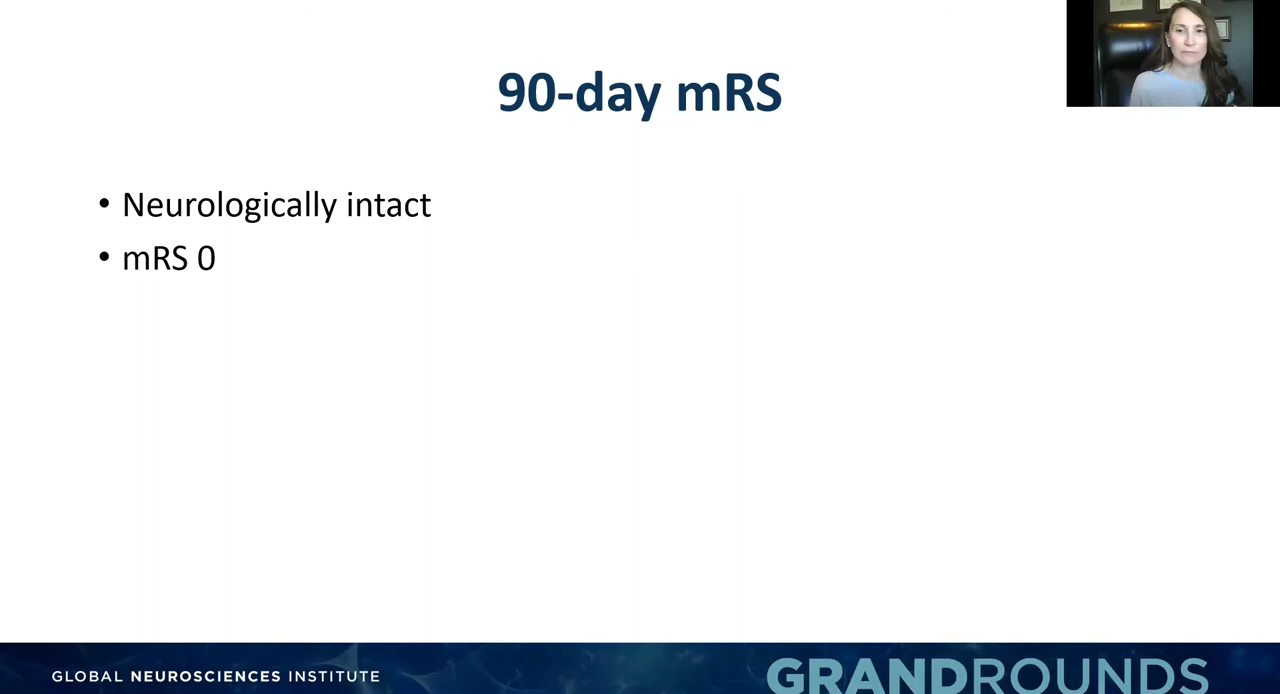 90-day mRS
• Neurologically intact
• mRS 0
GLOBAL NEUROSCIENCES INSTITUTE
GRANDROUNDS